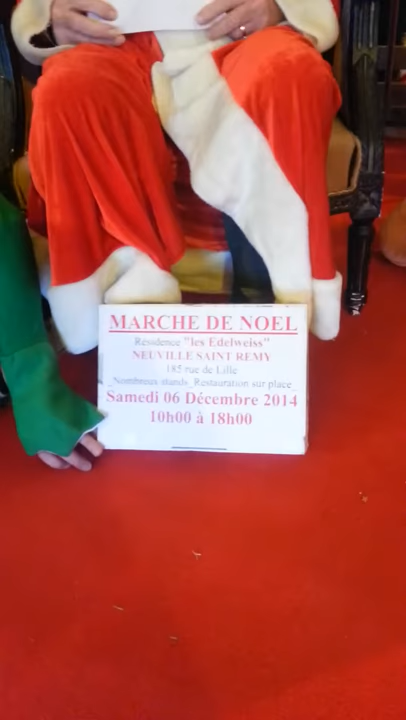 MARCHE DE NOEL
Résidence "les Edelweiss"
NEUVILLE SAINT REMY
185 rue de Lille
Nombreux stands_Restauration sur place
Samedi 06 Décembre 2014
10h00 à 18h00